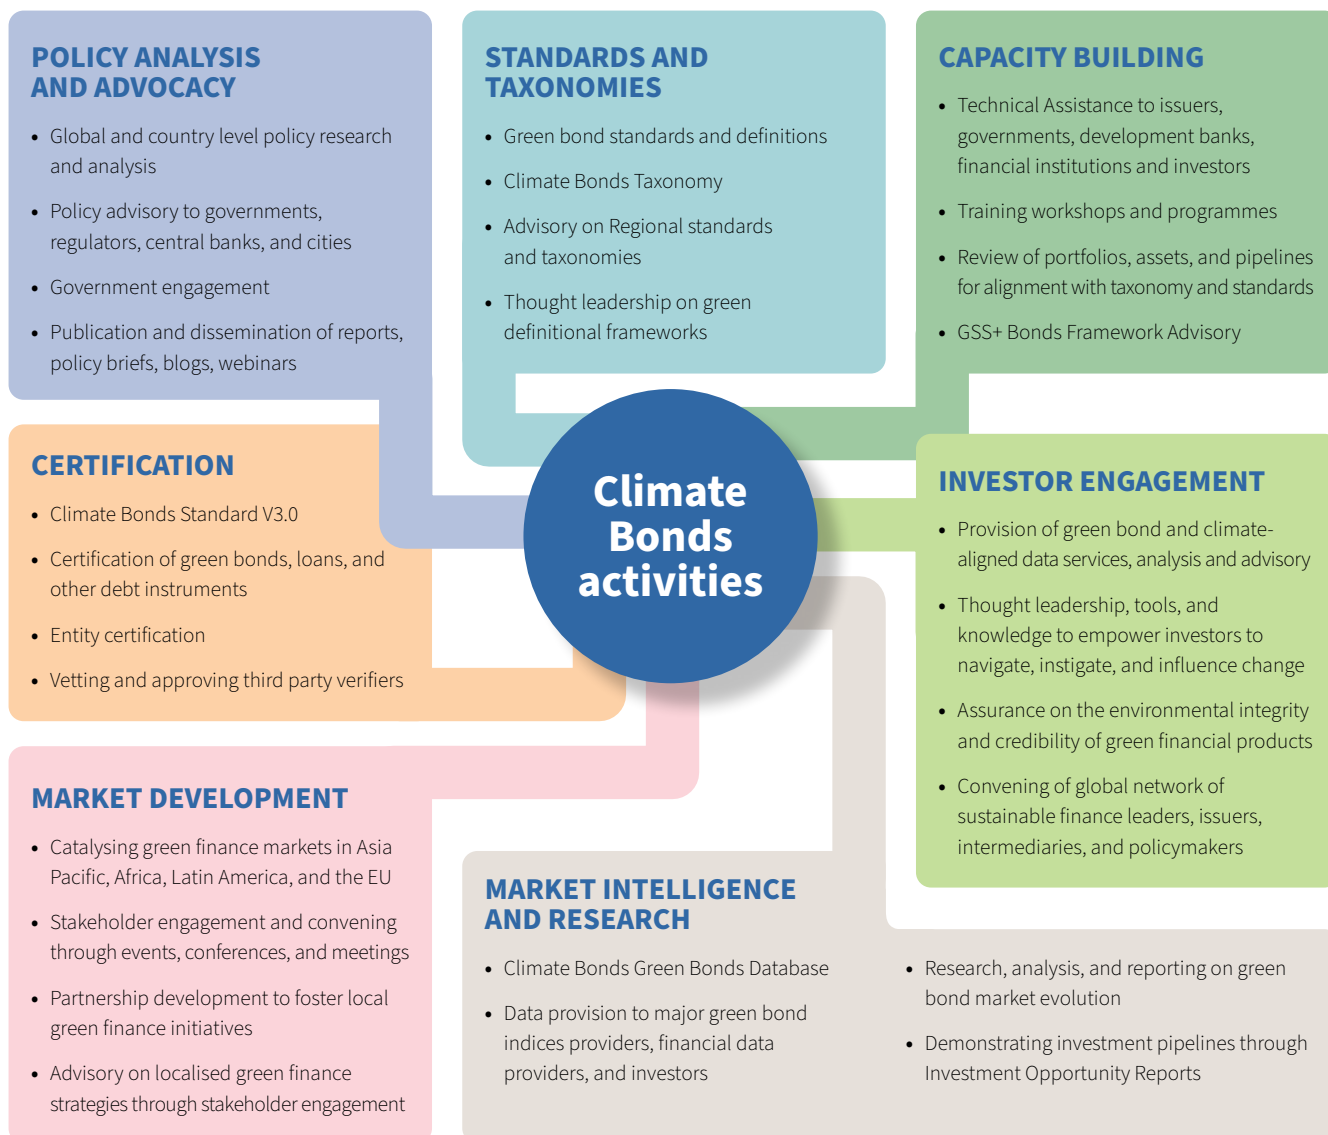 POLICY ANALYSIS
AND ADVOCACY
• Global and country level policy research
and analysis
• Policy advisory to governments,
regulators, central banks, and cities
• Government engagement
• Publication and dissemination of reports,
policy briefs, blogs, webinars
STANDARDS AND
TAXONOMIES
• Green bond standards and definitions
• Climate Bonds Taxonomy
• Advisory on Regional standards
and taxonomies
• Thought leadership on green
definitional frameworks
CAPACITY BUILDING
• Technical Assistance to issuers,
governments, development banks,
financial institutions and investors
• Training workshops and programmes
• Review of portfolios, assets, and pipelines
for alignment with taxonomy and standards
• GSS+ Bonds Framework Advisory
CERTIFICATION
• Climate Bonds Standard V3.0
• Certification of green bonds, loans, and
other debt instruments
• Entity certification
• Vetting and approving third party verifiers
Climate
Bonds
activities
INVESTOR ENGAGEMENT
• Provision of green bond and climate-
aligned data services, analysis and advisory
• Thought leadership, tools, and
knowledge to empower investors to
navigate, instigate, and influence change
• Assurance on the environmental integrity
and credibility of green financial products
• Convening of global network of
sustainable finance leaders, issuers,
intermediaries, and policymakers
MARKET DEVELOPMENT
• Catalysing green finance markets in Asia
Pacific, Africa, Latin America, and the EU
• Stakeholder engagement and convening
through events, conferences, and meetings
• Partnership development to foster local
green finance initiatives
• Advisory on localised green finance
strategies through stakeholder engagement
MARKET INTELLIGENCE
AND RESEARCH
• Climate Bonds Green Bonds Database
• Data provision to major green bond
indices providers, financial data
providers, and investors
• Research, analysis, and reporting on green
bond market evolution
• Demonstrating investment pipelines through
Investment Opportunity Reports